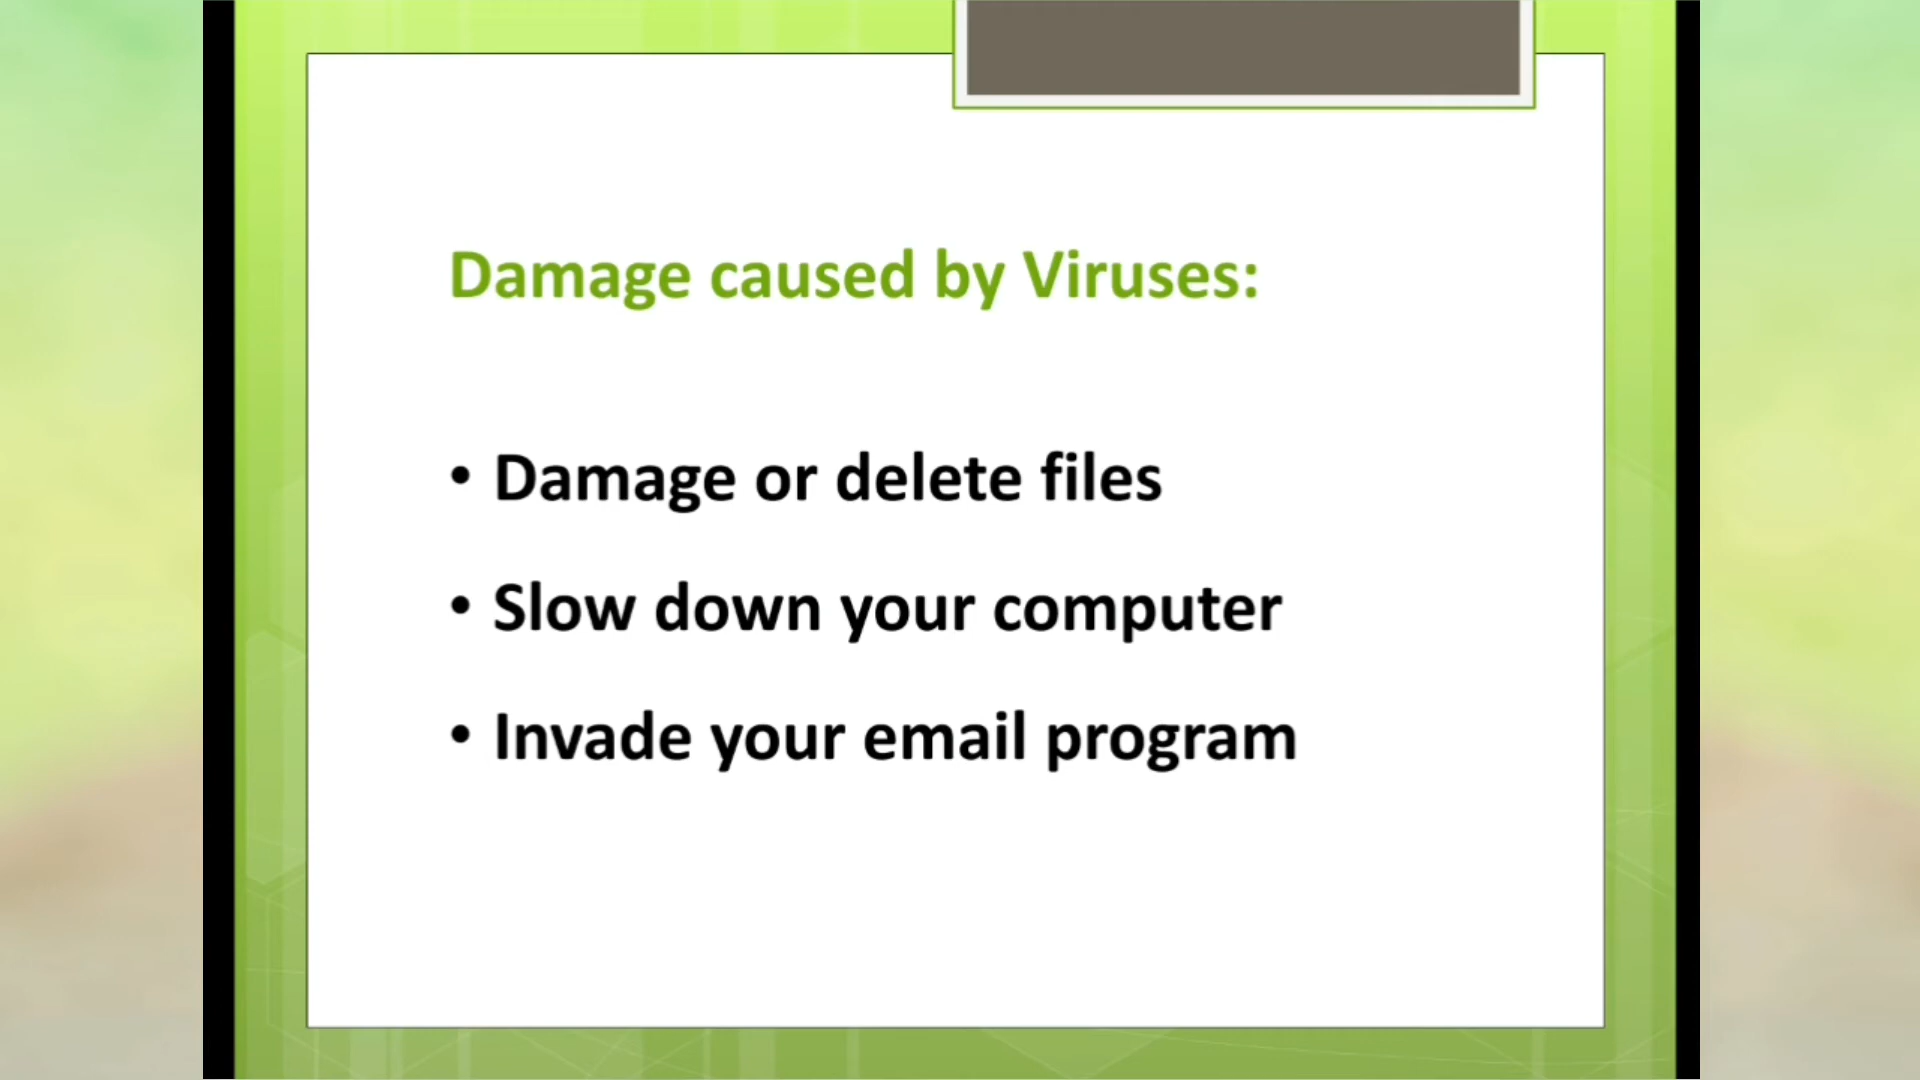 Damage caused by Viruses:
• Damage or delete files
• Slow down your computer
• Invade your email program